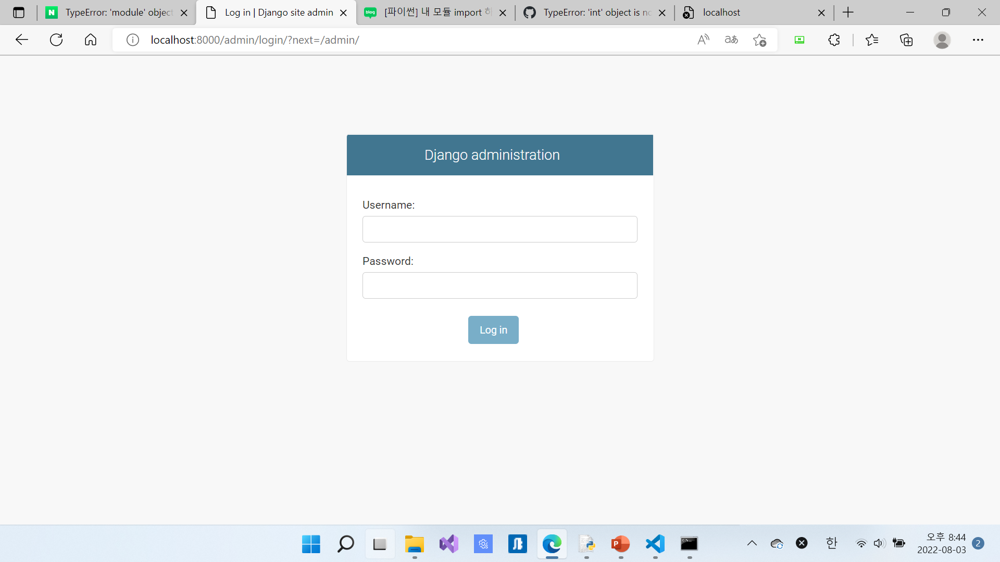 TypeError: 'module' object
Log in | Django site admin
[파이썬] 내 모듈 import 하
TypeError: 'int' object is no
localhost
localhost:8000/admin/login/?next=/admin/
Django administration
Username:
Password:
Log in
한
오후 8:44
2022-08-03
2